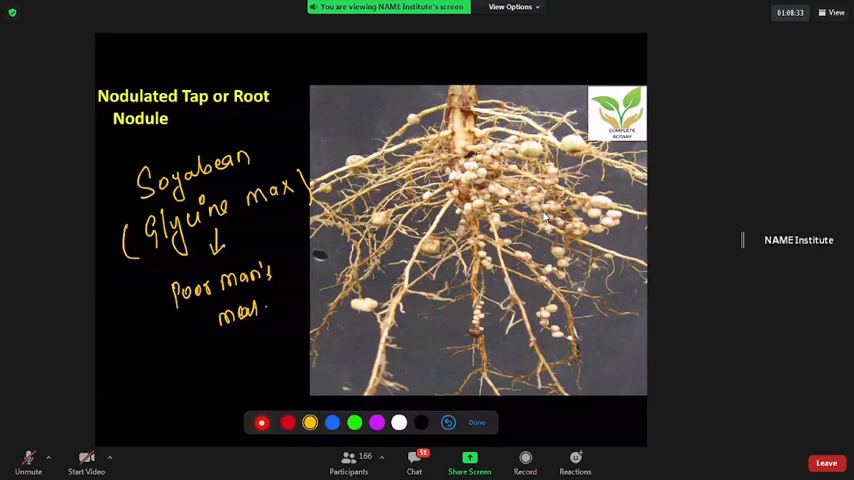 You are viewing NAME Institute's screen
View Options
01:08:33
View
Nodulated Tap or Root
Nodule
COMPLETE
BOTANY
Soyabean
(Glycine max)
Poor man's
meat.
NAME Institute
Done
Unmute
Start Video
166
Participants
51
Chat
Share Screen
Record
Reactions
Leave